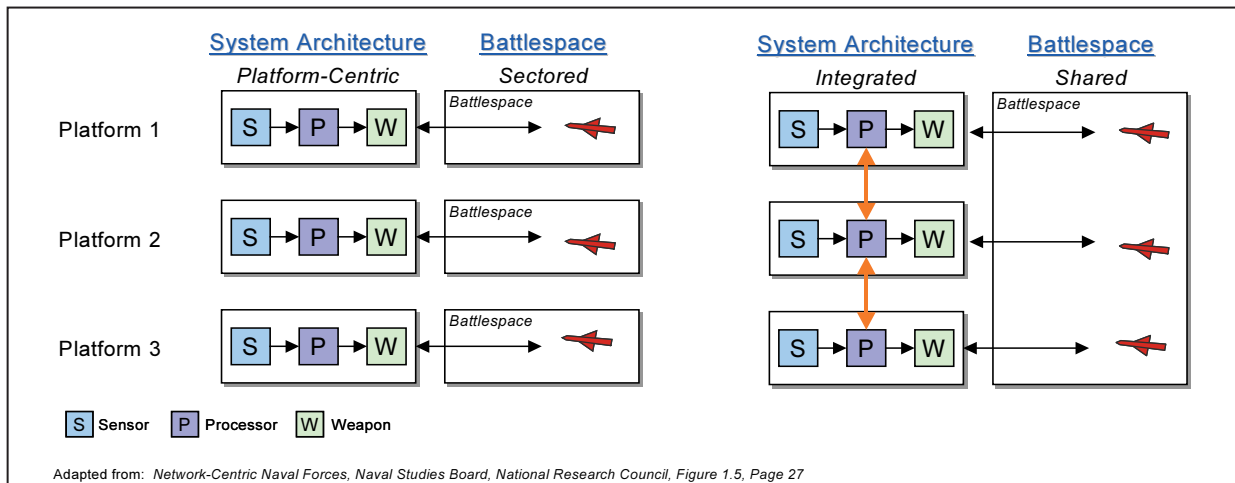 System Architecture Battlespace System Architecture Battlespace
Platform-Centric Sectored Integrated Shared
Battlespace Battlespace
Platform 1 S P W S P W
Battlespace
Platform 2 S P W S P W
Battlespace
Platform 3 S P W S P W
S Sensor P Processor W Weapon
Adapted from: Network-Centric Naval Forces, Naval Studies Board, National Research Council, Figure 1.5, Page 27